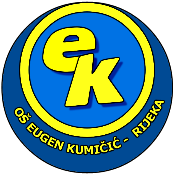 ek
OŠ EUGEN KUMIČIĆ - RIJEKA